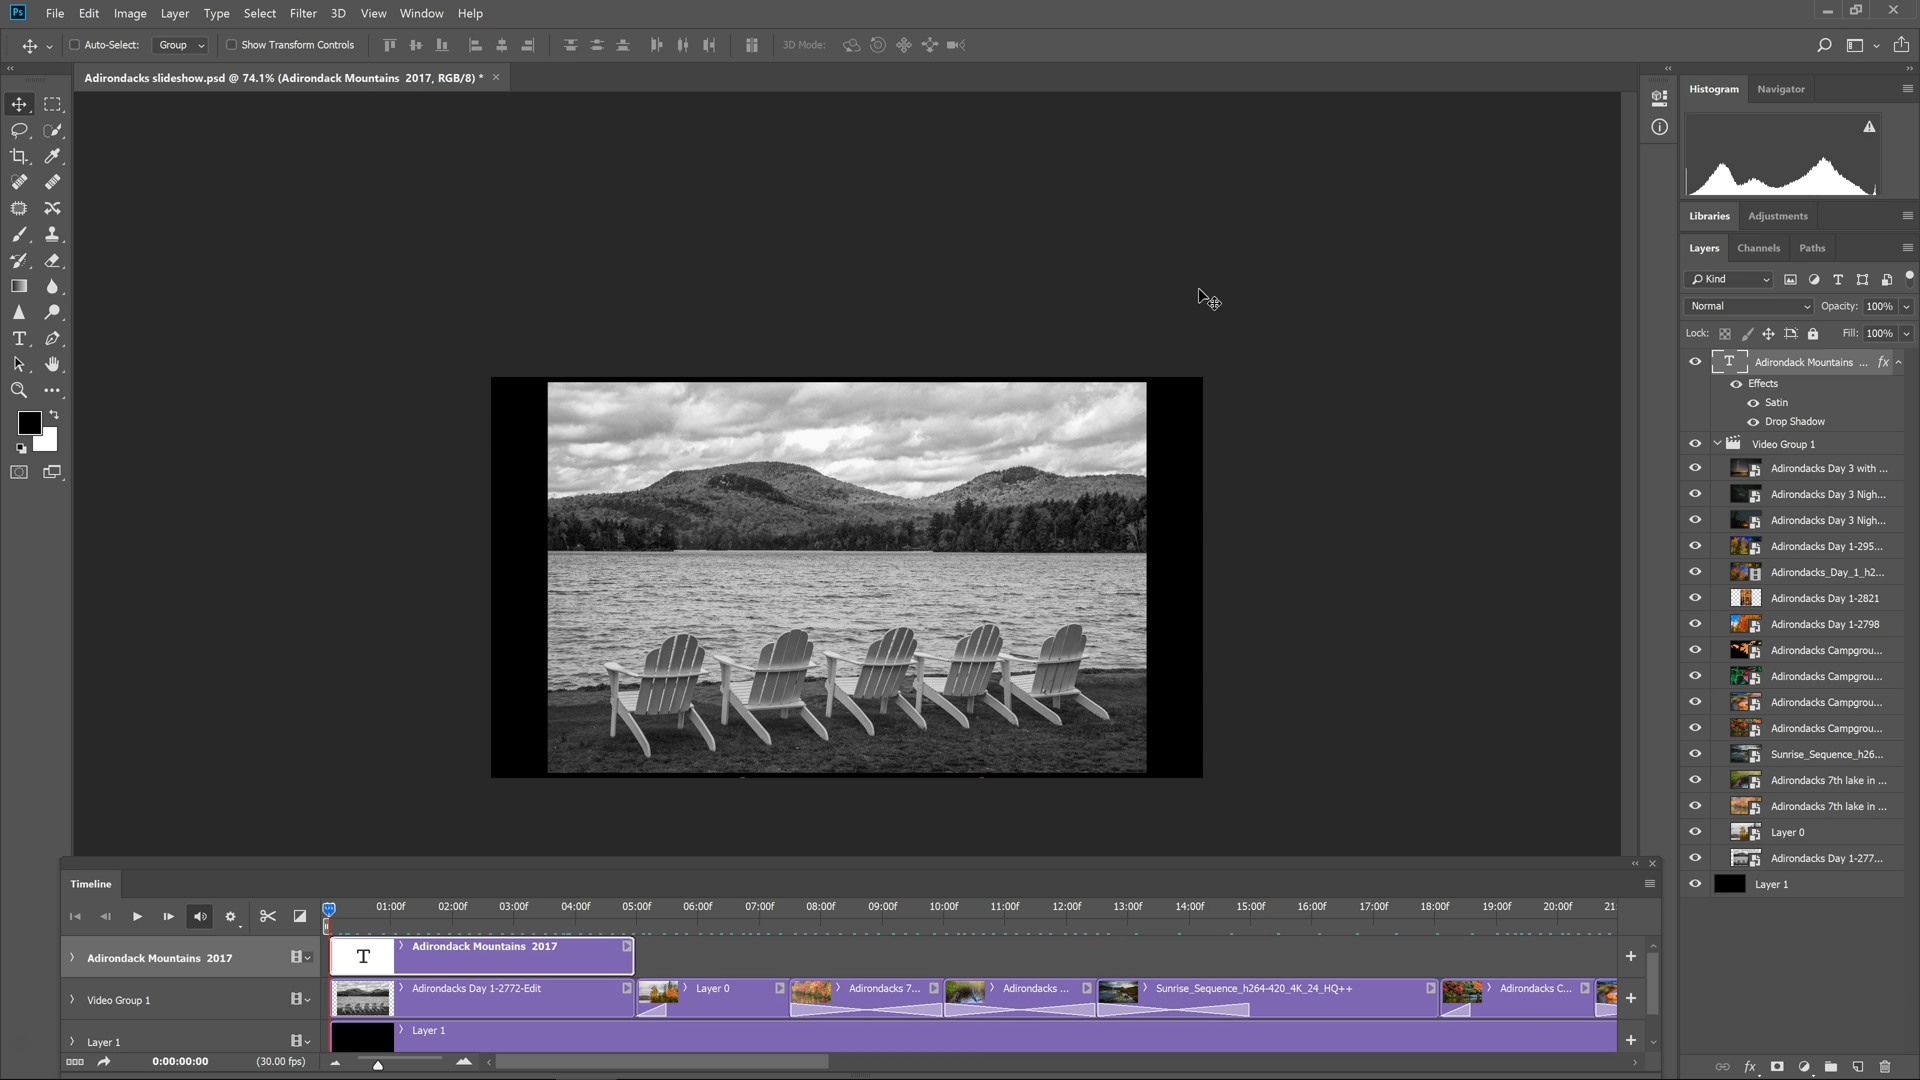 Ps File Edit Image Layer Type Select Filter 3D View Window Help
Auto-Select: Group Show Transform Controls 3D Mode:
Adirondacks slideshow.psd @ 74.1% (Adirondack Mountains 2017, RGB/8) *
Histogram Navigator
Libraries Adjustments
Layers Channels Paths
Kind
Normal Opacity: 100%
Lock: Fill: 100%
Adirondack Mountains ... fx
Effects
Satin
Drop Shadow
Video Group 1
Adirondacks Day 3 with ...
Adirondacks Day 3 Nigh...
Adirondacks Day 3 Nigh...
Adirondacks Day 1-295...
Adirondacks_Day_1_h2...
Adirondacks Day 1-2821
Adirondacks Day 1-2798
Adirondacks Campgrou...
Adirondacks Campgrou...
Adirondacks Campgrou...
Adirondacks Campgrou...
Sunrise_Sequence_h26...
Adirondacks 7th lake in ...
Adirondacks 7th lake in ...
Layer 0
Adirondacks Day 1-277...
Layer 1
fx
Timeline
01:00f 02:00f 03:00f 04:00f 05:00f 06:00f 07:00f 08:00f 09:00f 10:00f 11:00f 12:00f 13:00f 14:00f 15:00f 16:00f 17:00f 18:00f 19:00f 20:00f 21:
Adirondack Mountains 2017 T Adirondack Mountains 2017
Video Group 1 Adirondacks Day 1-2772-Edit Layer 0 Adirondacks 7... Adirondacks ... Sunrise_Sequence_h264-420_4K_24_HQ++ Adirondacks C...
Layer 1 Layer 1
0:00:00:00 (30.00 fps)